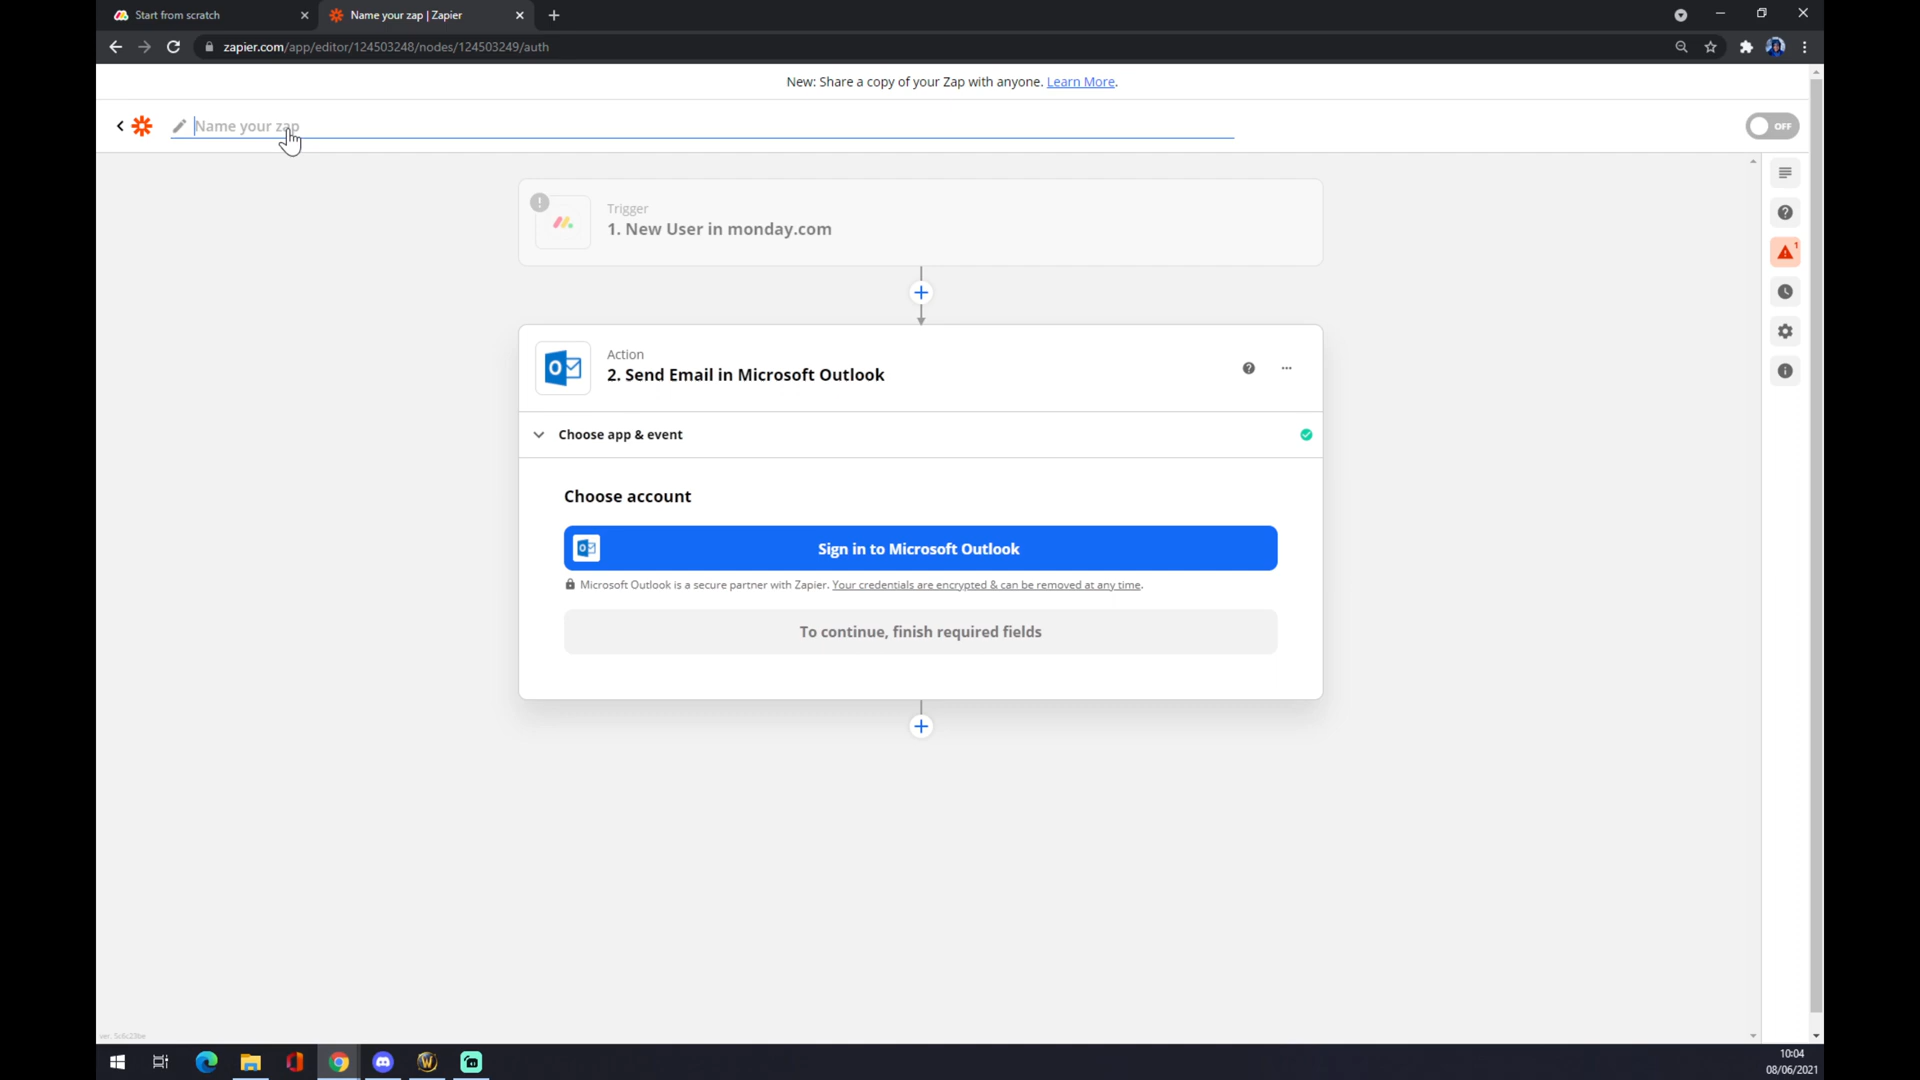 Start from scratch
Name your zap | Zapier
zapier.com/app/editor/124503248/nodes/124503249/auth
New: Share a copy of your Zap with anyone. Learn More.
Name your zap
OFF
Trigger
1. New User in monday.com
1
Action
2. Send Email in Microsoft Outlook
Choose app & event
Choose account
Sign in to Microsoft Outlook
Microsoft Outlook is a secure partner with Zapier. Your credentials are encrypted & can be removed at any time.
To continue, finish required fields
ver. 5c6c23be
10:04
08/06/2021